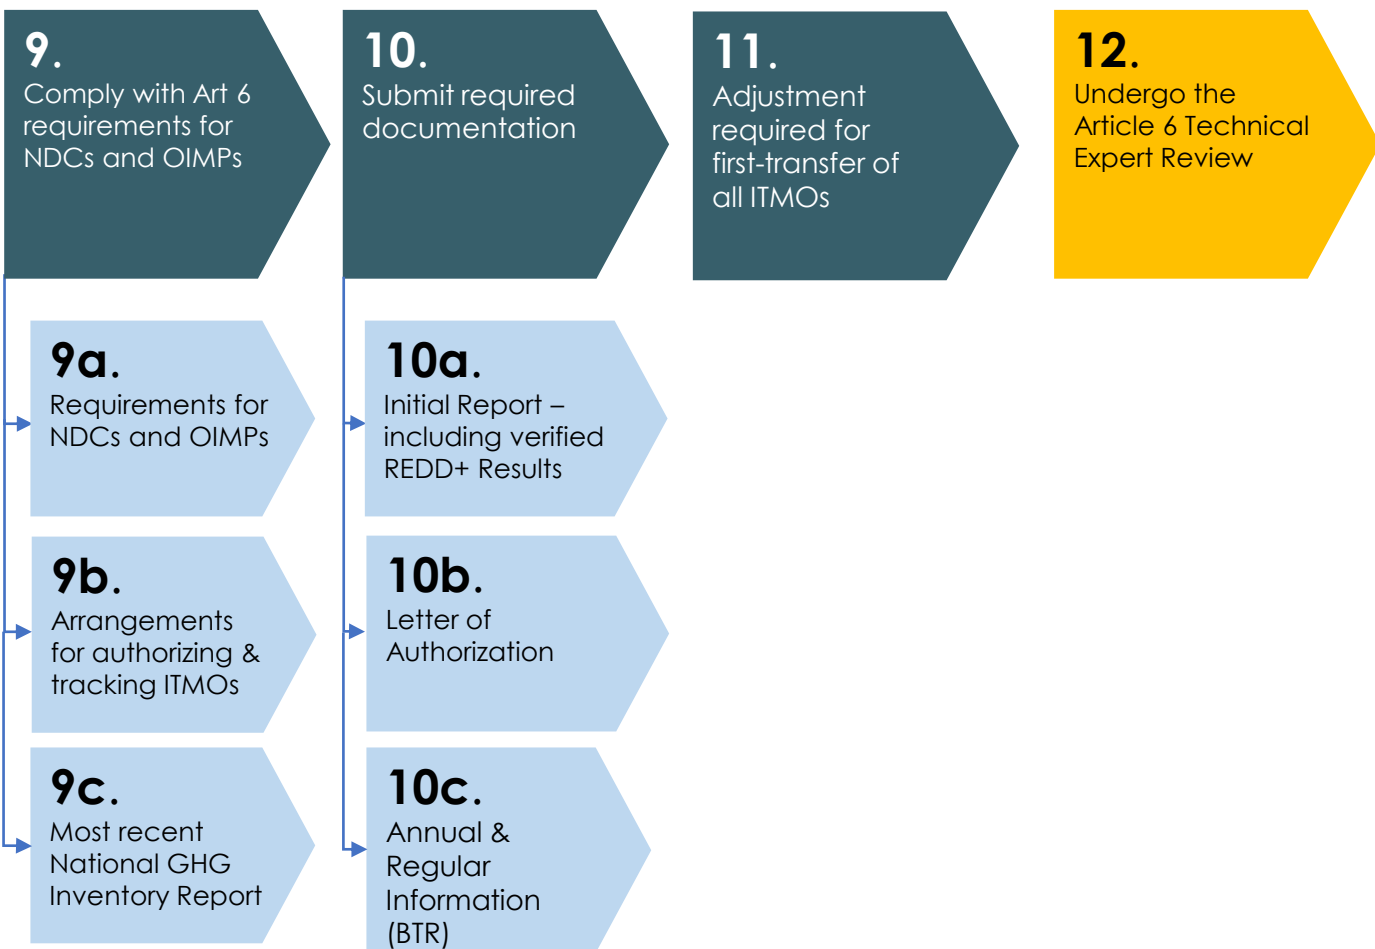 9.
Comply with Art 6
requirements for
NDCs and OIMPs
10.
Submit required
documentation
11.
Adjustment
required for
first-transfer of
all ITMOs
12.
Undergo the
Article 6 Technical
Expert Review
9a.
Requirements for
NDCs and OIMPs
9b.
Arrangements
for authorizing &
tracking ITMOs
9c.
Most recent
National GHG
Inventory Report
10a.
Initial Report –
including verified
REDD+ Results
10b.
Letter of
Authorization
10c.
Annual &
Regular
Information
(BTR)